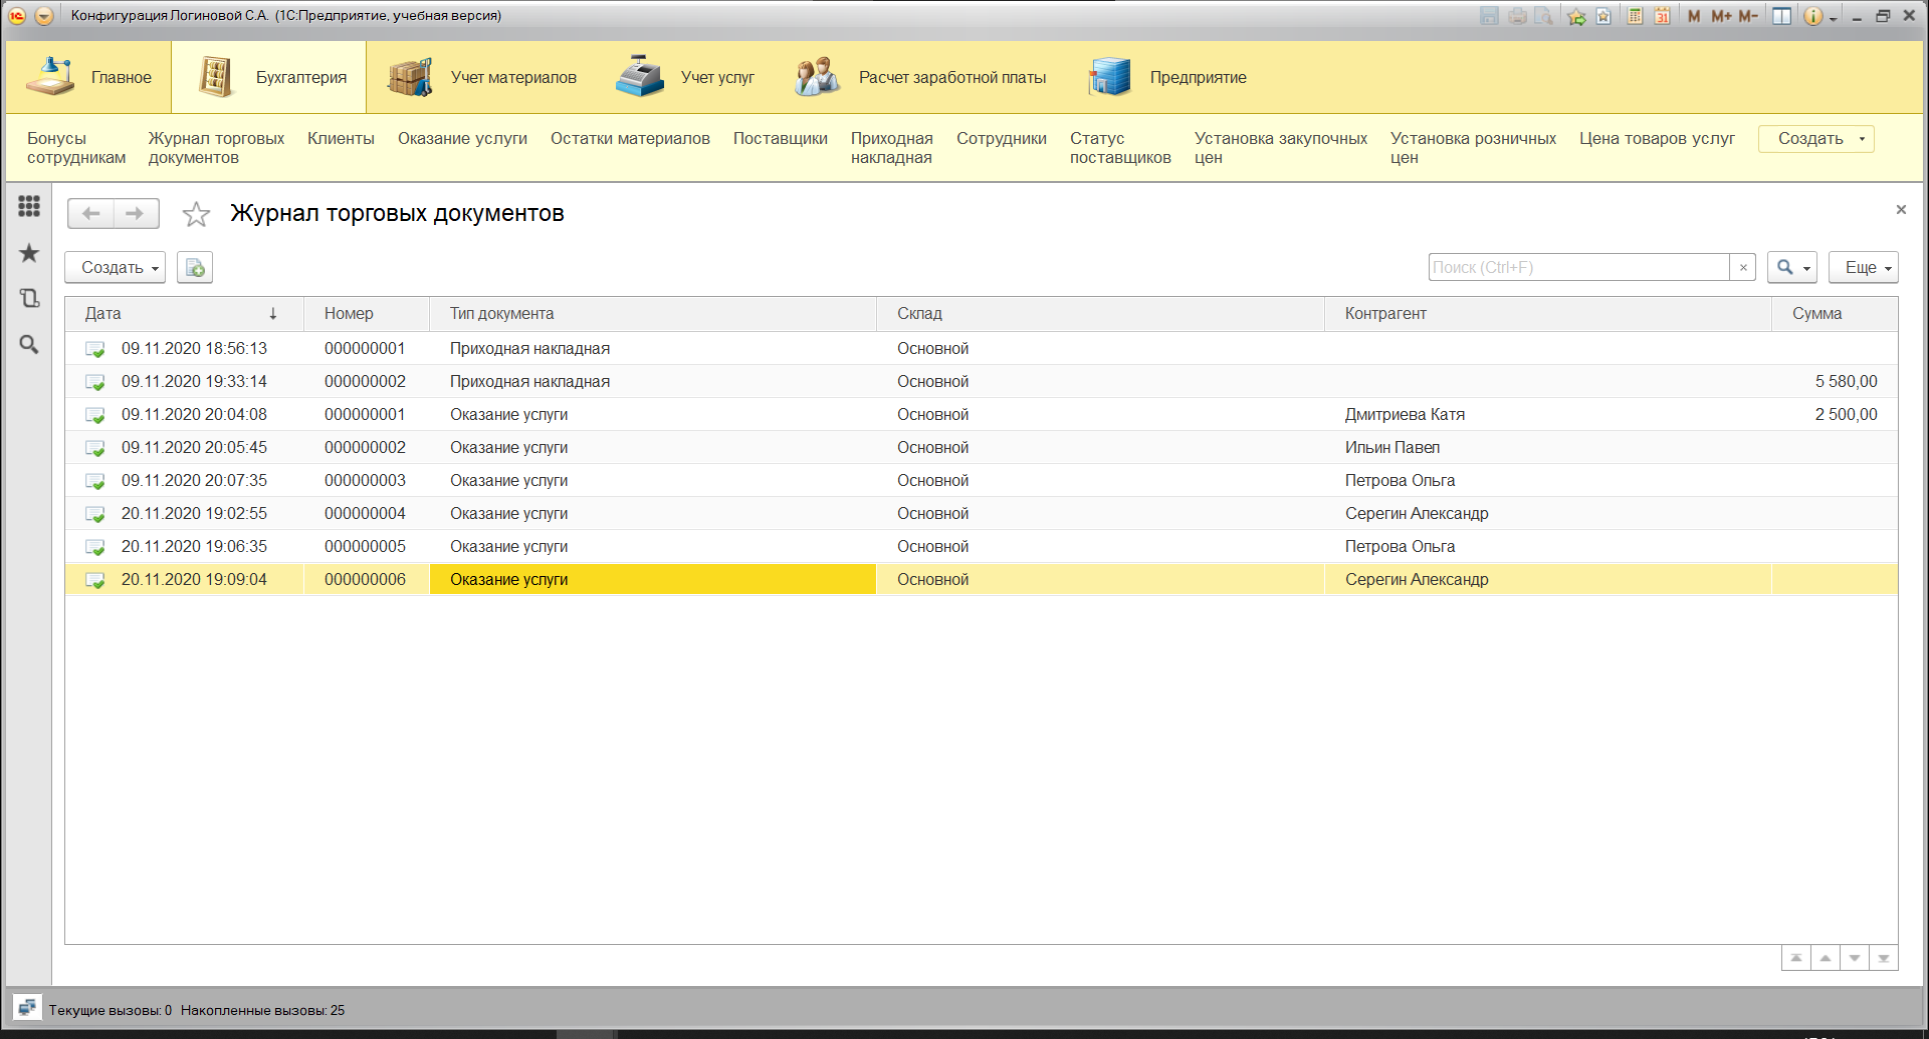 Конфигурация Логиновой С.А. (1С:Предприятие, учебная версия)
31 M M+ M-
Главное Бухгалтерия Учет материалов Учет услуг Расчет заработной платы Предприятие
Бонусы сотрудникам Журнал торговых документов Клиенты Оказание услуги Остатки материалов Поставщики Приходная накладная Сотрудники Статус поставщиков Установка закупочных цен Установка розничных цен Цена товаров услуг Создать
Журнал торговых документов
Создать Поиск (Ctrl+F) × Еще
Дата ↓ Номер Тип документа Склад Контрагент Сумма
09.11.2020 18:56:13 000000001 Приходная накладная Основной
09.11.2020 19:33:14 000000002 Приходная накладная Основной 5 580,00
09.11.2020 20:04:08 000000001 Оказание услуги Основной Дмитриева Катя 2 500,00
09.11.2020 20:05:45 000000002 Оказание услуги Основной Ильин Павел
09.11.2020 20:07:35 000000003 Оказание услуги Основной Петрова Ольга
20.11.2020 19:02:55 000000004 Оказание услуги Основной Серегин Александр
20.11.2020 19:06:35 000000005 Оказание услуги Основной Петрова Ольга
20.11.2020 19:09:04 000000006 Оказание услуги Основной Серегин Александр
Текущие вызовы: 0 Накопленные вызовы: 25